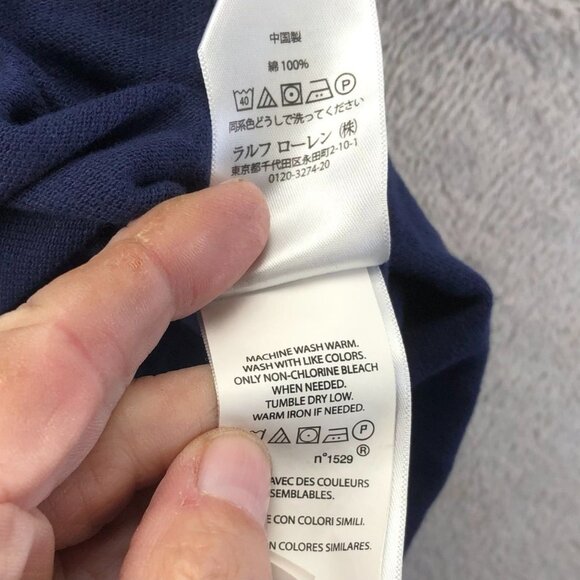 中国製
綿 100%
40 P
同系色どうしで洗ってください
ラルフ ローレン (株)
東京都千代田区永田町2-10-1
0120-3274-20
MACHINE WASH WARM.
WASH WITH LIKE COLORS.
ONLY NON-CHLORINE BLEACH
WHEN NEEDED.
TUMBLE DRY LOW.
WARM IRON IF NEEDED.
P
n°1529 ®
AVEC DES COULEURS
SEMBLABLES.
E CON COLORI SIMILI.
N COLORES SIMILARES.